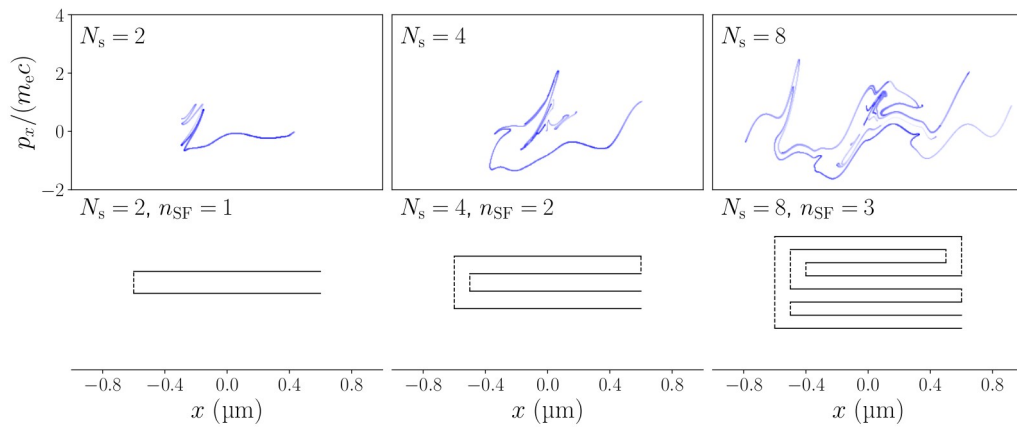 4
2
0
−2
p_x/(m_e c)
N_s = 2
N_s = 4
N_s = 8
N_s = 2, n_SF = 1
N_s = 4, n_SF = 2
N_s = 8, n_SF = 3
−0.8 −0.4 0.0 0.4 0.8
−0.8 −0.4 0.0 0.4 0.8
−0.8 −0.4 0.0 0.4 0.8
x (µm)
x (µm)
x (µm)